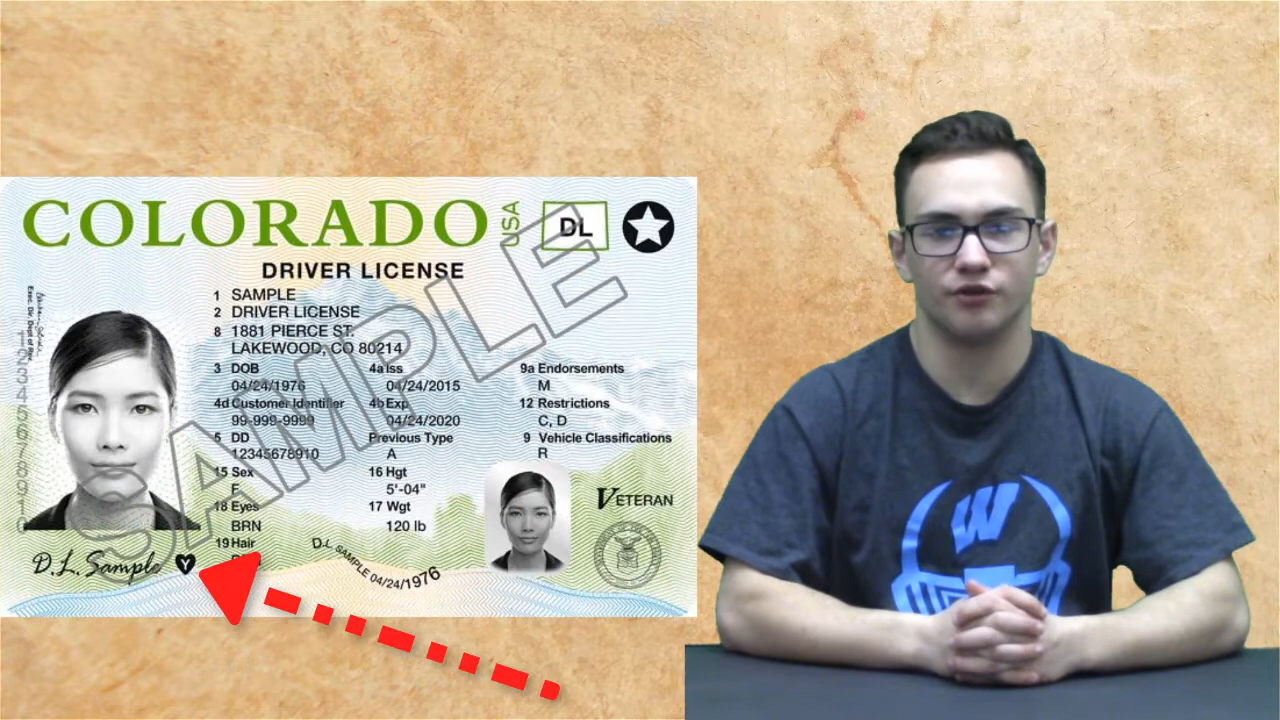 COLORADO USA DL
DRIVER LICENSE
1 SAMPLE
2 DRIVER LICENSE
8 1881 PIERCE ST.
LAKEWOOD, CO 80214
3 DOB 4a Iss 9a Endorsements
04/24/1976 04/24/2015 M
4d Customer Identifier 4b Exp 12 Restrictions
99-999-9999 04/24/2020 C, D
5 DD Previous Type 9 Vehicle Classifications
12345678910 A R
15 Sex 16 Hgt
F 5'-04"
18 Eyes 17 Wgt
BRN 120 lb
19 Hair
VETERAN
D.L. SAMPLE 04/24/1976
D.L. Sample Y
SAMPLE
12345678910
W